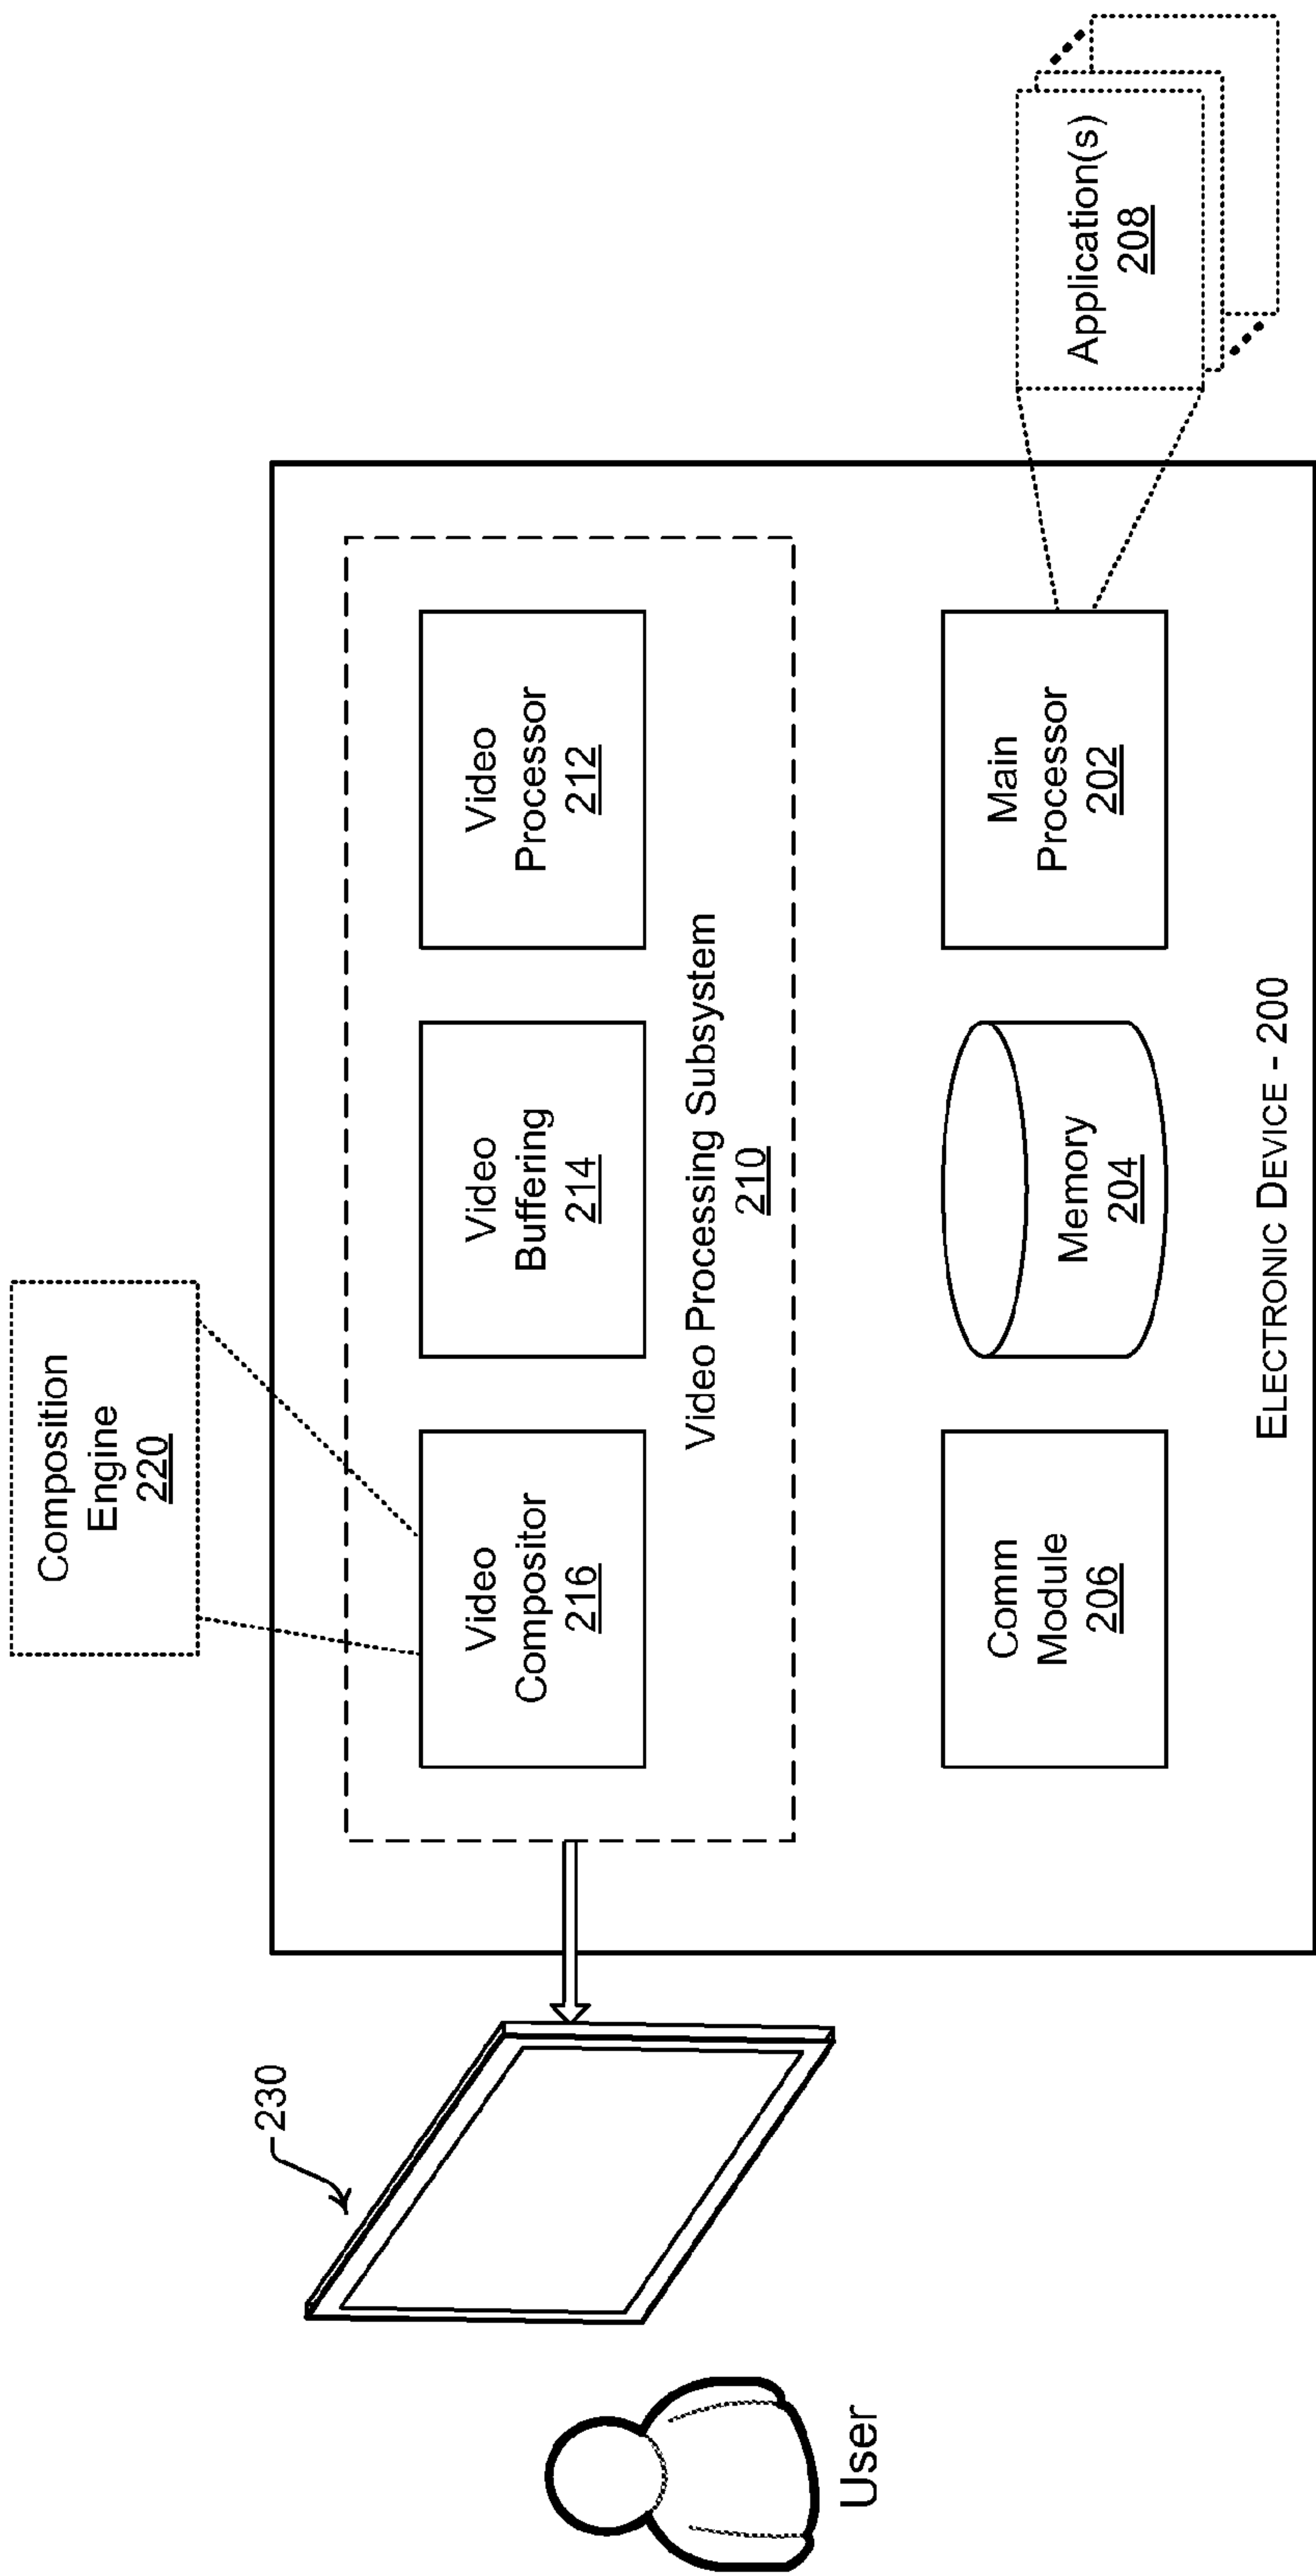 Composition
Engine
220
230
Video
Compositor
216
Video
Buffering
214
Video
Processor
212
Video Processing Subsystem
210
User
Comm
Module
206
Memory
204
Main
Processor
202
Application(s)
208
ELECTRONIC DEVICE - 200